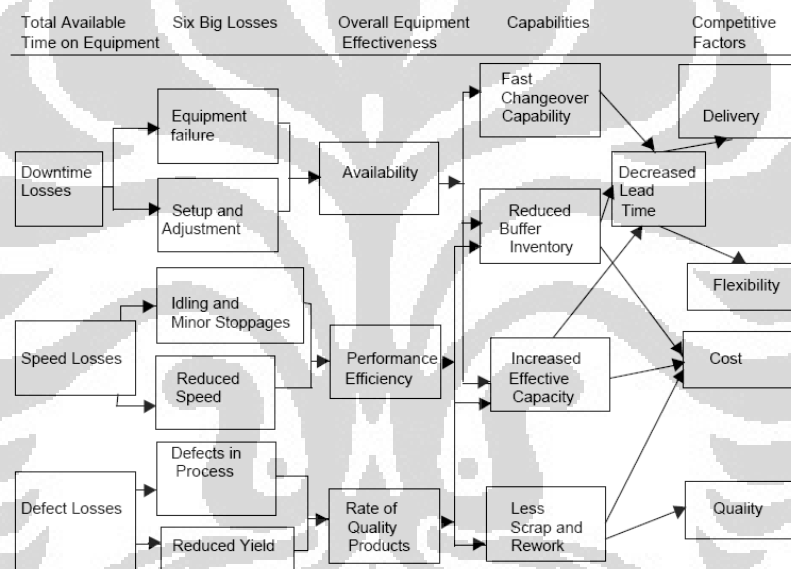 Total Available
Time on Equipment
Six Big Losses
Overall Equipment
Effectiveness
Capabilities
Competitive
Factors
Downtime
Losses
Equipment
failure
Setup and
Adjustment
Availability
Fast
Changeover
Capability
Reduced
Buffer
Inventory
Decreased
Lead
Time
Delivery
Flexibility
Speed Losses
Idling and
Minor Stoppages
Reduced
Speed
Performance
Efficiency
Increased
Effective
Capacity
Cost
Defect Losses
Defects in
Process
Reduced Yield
Rate of
Quality
Products
Less
Scrap and
Rework
Quality